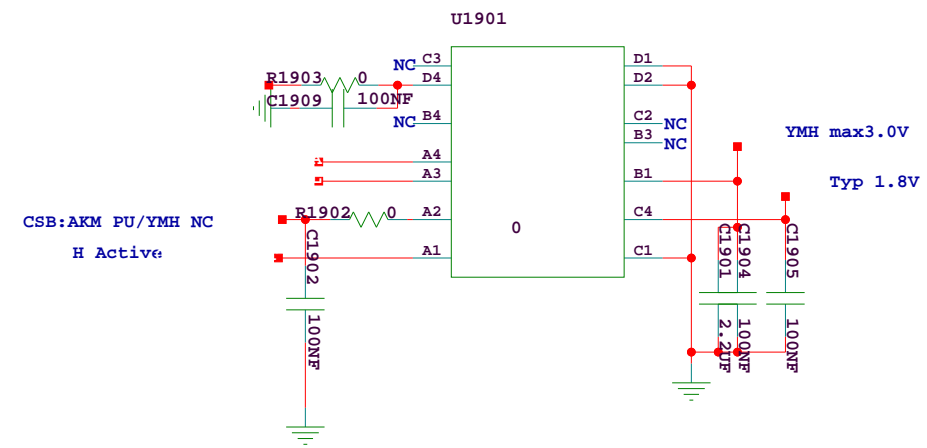 U1901
NC C3
D1
R1903 0
D4
D2
C1909 100NF
NC B4
C2 NC
B3 NC
YMH max3.0V
A4
A3
B1
Typ 1.8V
CSB:AKM PU/YMH NC
R1902 0
A2
0
C4
H Active
A1
C1
C1902
100NF
C1901
2.2UF
C1904
100NF
C1905
100NF